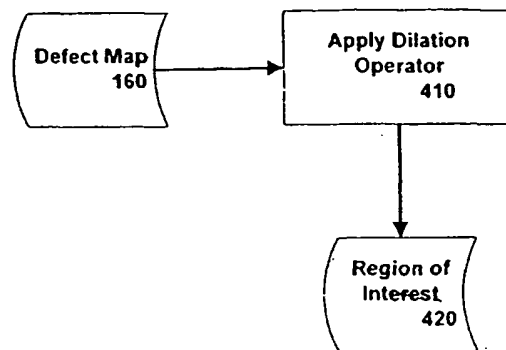 Defect Map
160
Apply Dilation
Operator
410
Region of
Interest
420